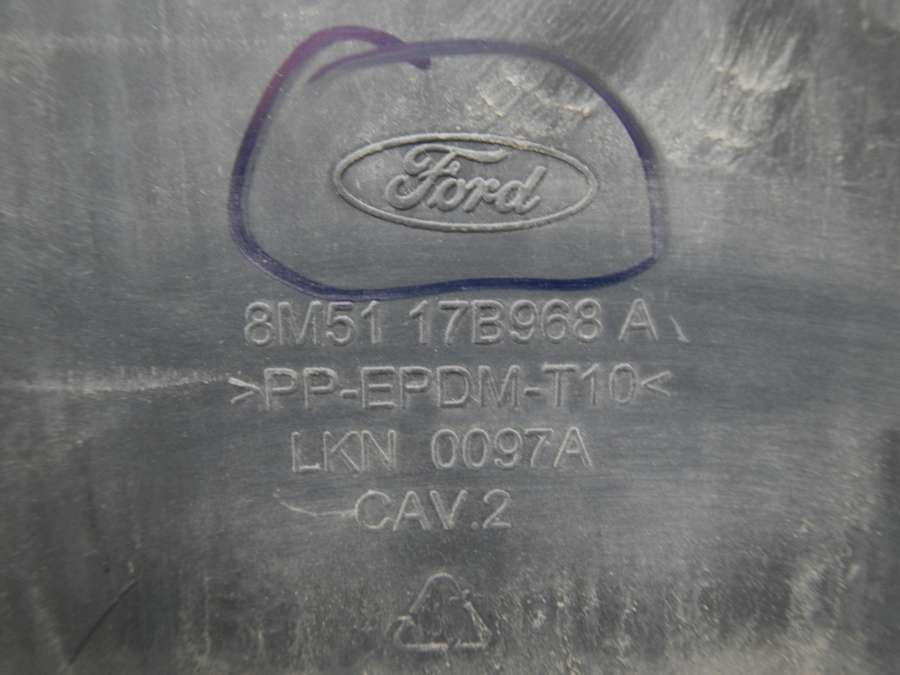 Ford
8M51 17B968 A
>PP-EPDM-T10<
LKN 0097A
CAV.2